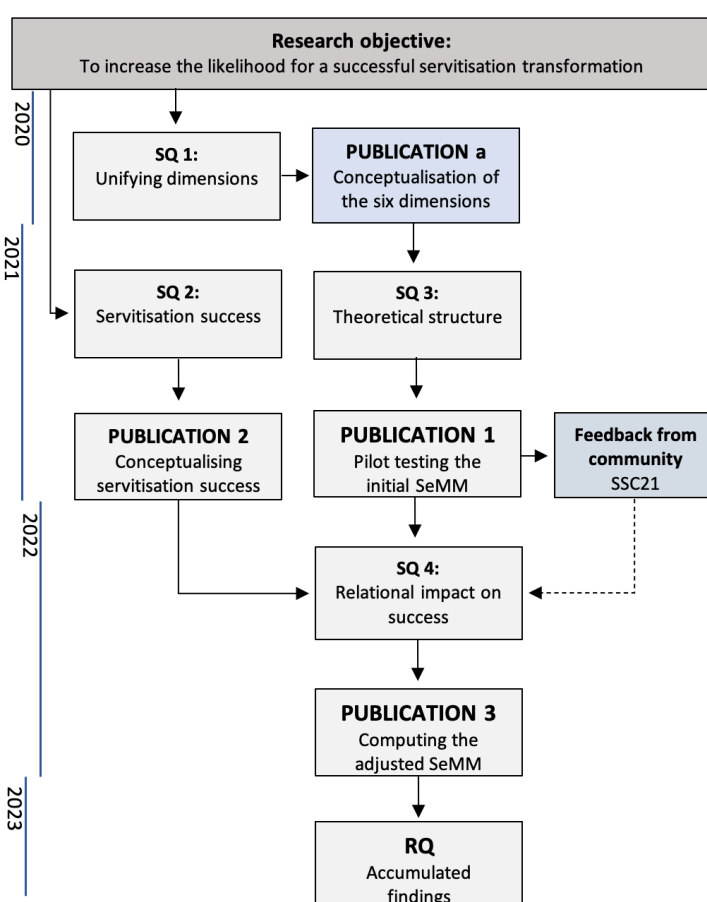 Research objective:
To increase the likelihood for a successful servitisation transformation
2020
SQ 1:
Unifying dimensions
PUBLICATION a
Conceptualisation of
the six dimensions
2021
SQ 2:
Servitisation success
SQ 3:
Theoretical structure
PUBLICATION 2
Conceptualising
servitisation success
PUBLICATION 1
Pilot testing the
initial SeMM
Feedback from
community
SSC21
2022
SQ 4:
Relational impact on
success
PUBLICATION 3
Computing the
adjusted SeMM
2023
RQ
Accumulated
findings